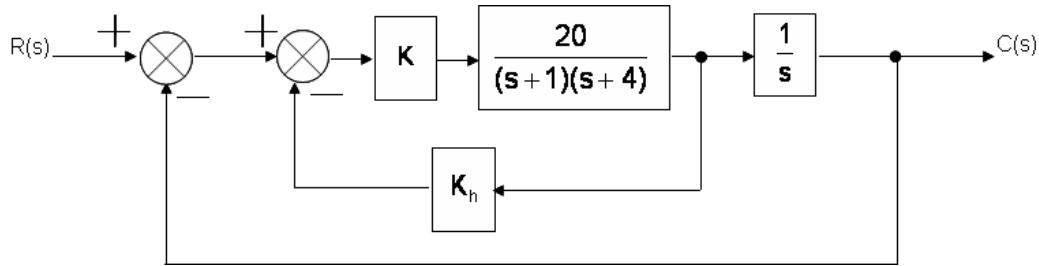 R(s)
+
−
+
−
K
20
(s+1)(s+4)
1
s
C(s)
K_h